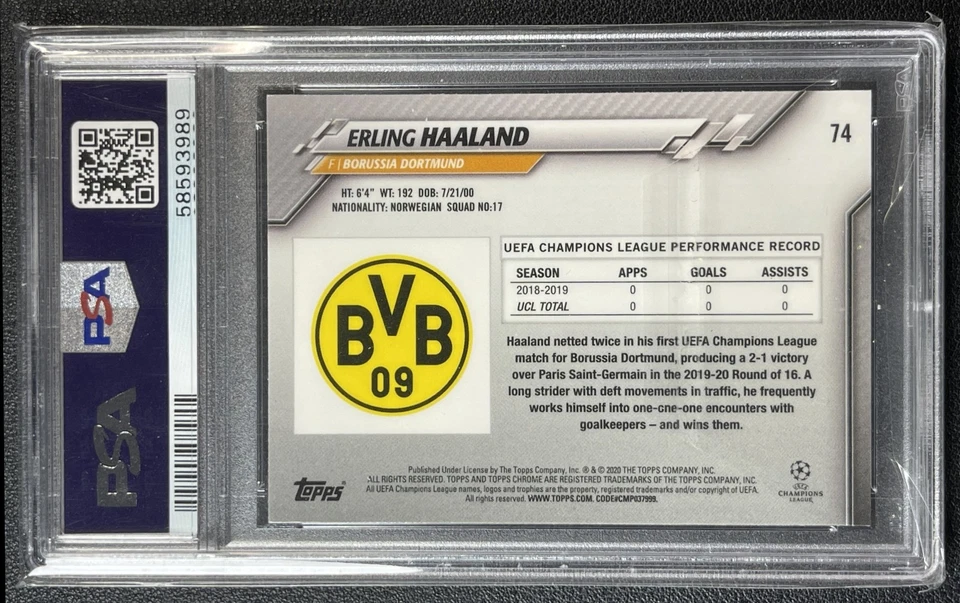 58593989
PSA
PSA
ERLING HAALAND
74
F | BORUSSIA DORTMUND
HT: 6'4" WT: 192 DOB: 7/21/00
NATIONALITY: NORWEGIAN SQUAD NO:17
BVB
09
UEFA CHAMPIONS LEAGUE PERFORMANCE RECORD
SEASON APPS GOALS ASSISTS
2018-2019 0 0 0
UCL TOTAL 0 0 0
Haaland netted twice in his first UEFA Champions League
match for Borussia Dortmund, producing a 2-1 victory
over Paris Saint-Germain in the 2019-20 Round of 16. A
long strider with deft movements in traffic, he frequently
works himself into one-one-one encounters with
goalkeepers – and wins them.
Topps
Published Under License by The Topps Company, Inc. ® & © 2020 THE TOPPS COMPANY, INC.
ALL RIGHTS RESERVED. TOPPS AND TOPPS CHROME ARE REGISTERED TRADEMARKS OF THE TOPPS COMPANY, INC.
All UEFA Champions League names, logos and trophies are the property, registered trademarks and/or copyright of UEFA.
All rights reserved. WWW.TOPPS.COM. CODE#CMPI37999.
UEFA
CHAMPIONS
LEAGUE